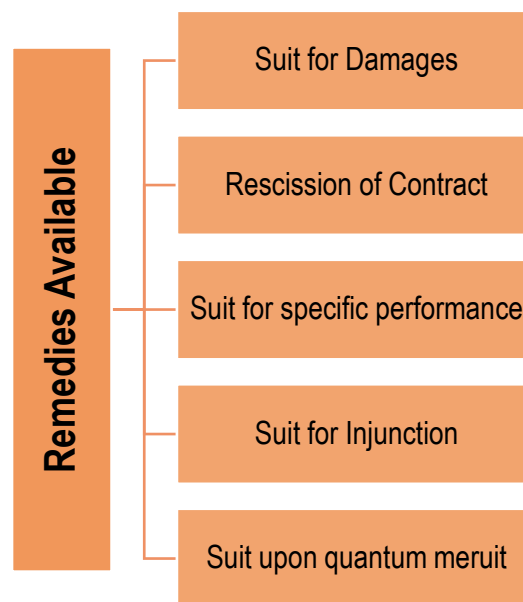 Remedies Available
Suit for Damages
Rescission of Contract
Suit for specific performance
Suit for Injunction
Suit upon quantum meruit